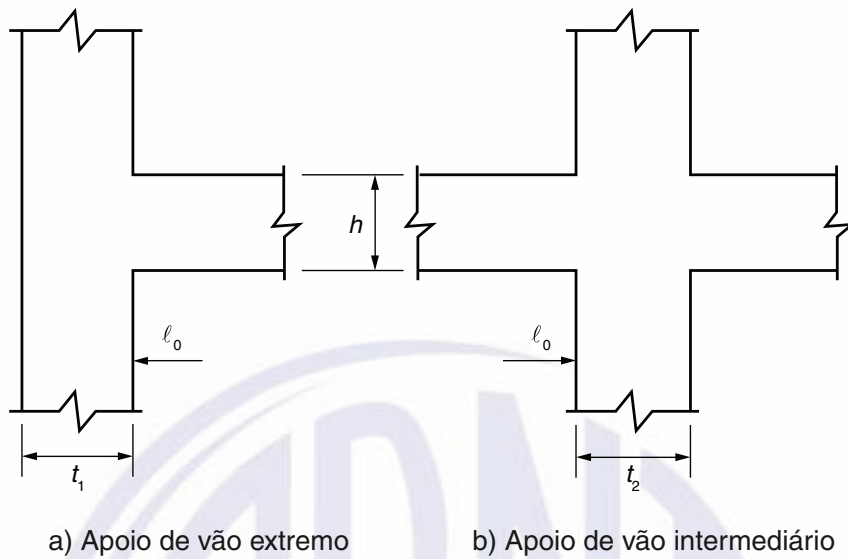 h
ℓ₀
ℓ₀
t₁
t₂
a) Apoio de vão extremo
b) Apoio de vão intermediário